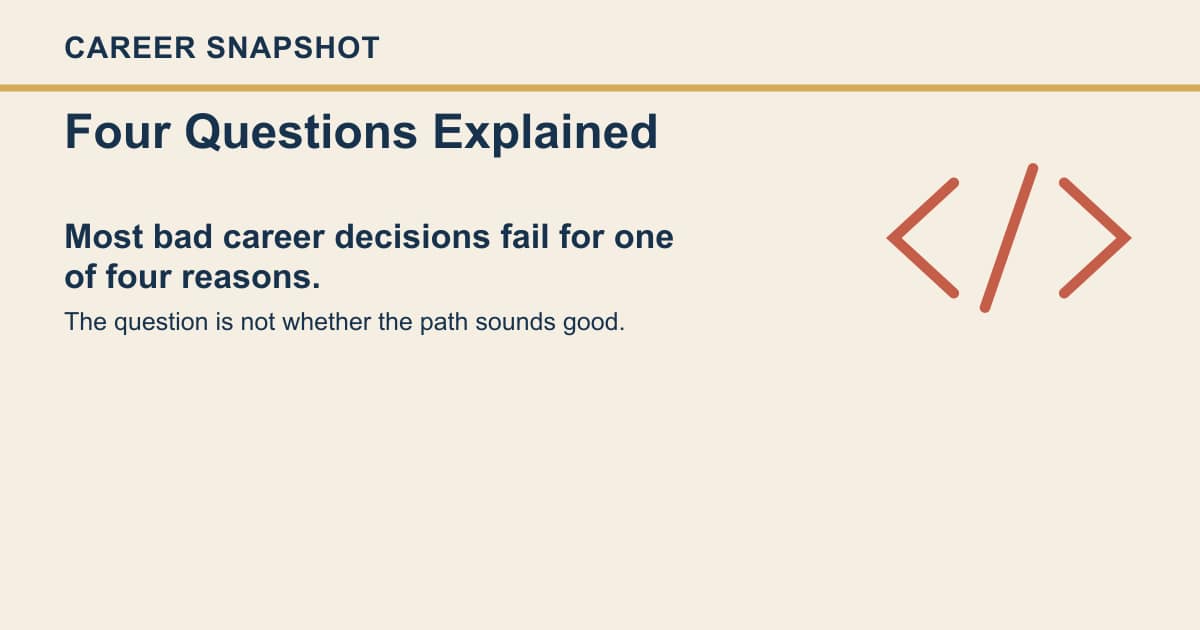 CAREER SNAPSHOT
Four Questions Explained
Most bad career decisions fail for one
of four reasons.
The question is not whether the path sounds good.